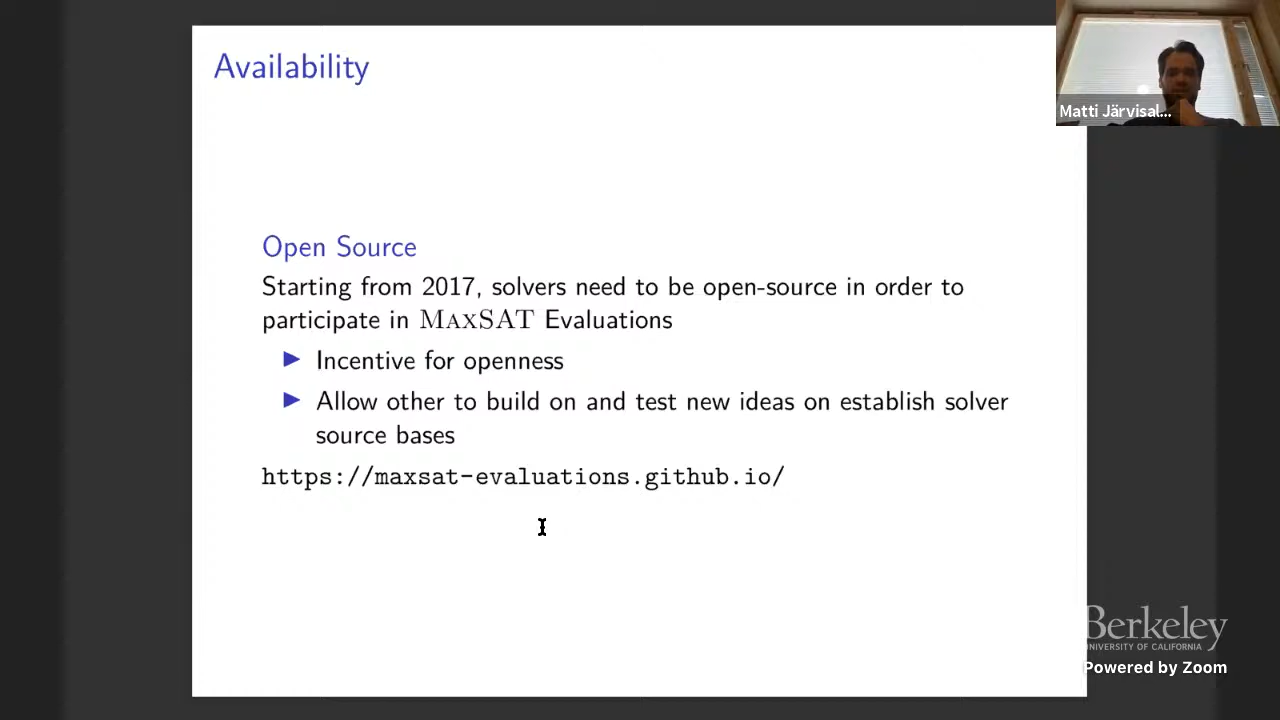 Availability
Matti Järvisal...
Open Source
Starting from 2017, solvers need to be open-source in order to
participate in MAXSAT Evaluations
▶ Incentive for openness
▶ Allow other to build on and test new ideas on establish solver
source bases
https://maxsat-evaluations.github.io/
Berkeley
UNIVERSITY OF CALIFORNIA
Powered by Zoom